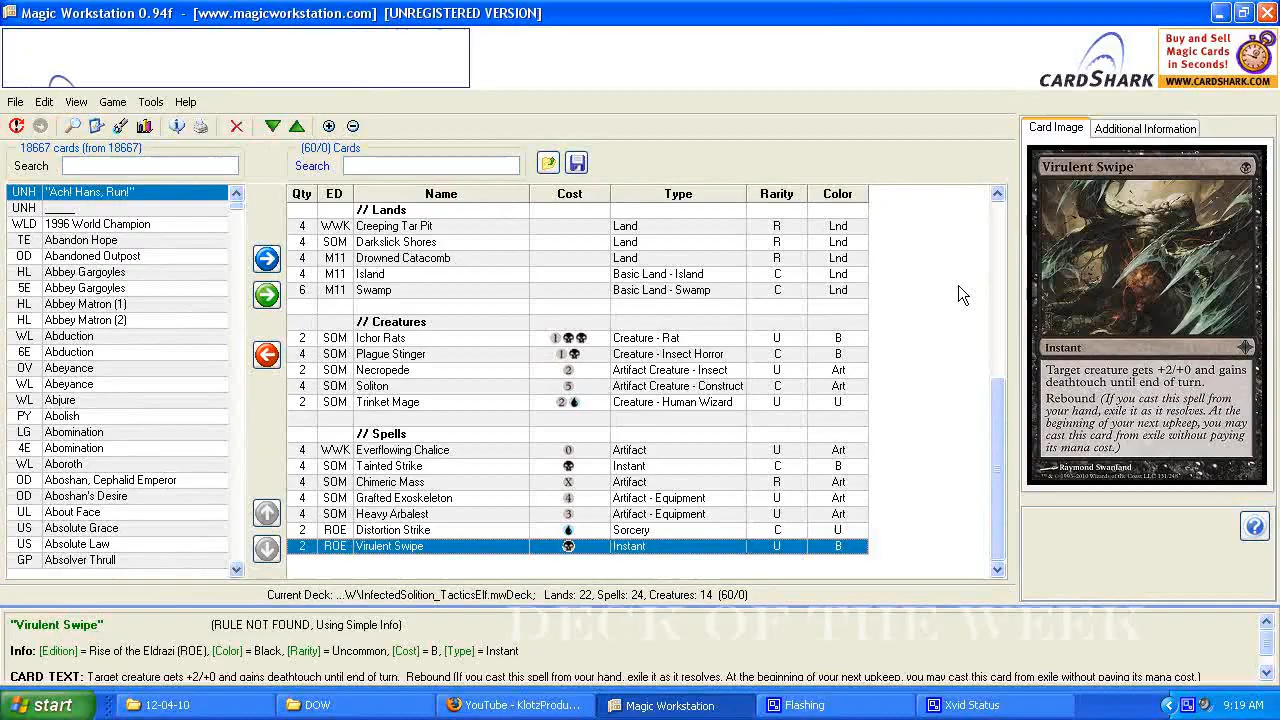 Magic Workstation 0.94f - [www.magicworkstation.com] [UNREGISTERED VERSION]
CARDSHARK
Buy and Sell
Magic Cards
in Seconds!
WWW.CARDSHARK.COM
File Edit View Game Tools Help
18667 cards (from 18667)
Search
(60/0) Cards
Search
Card Image Additional Information
UNH "Ach! Hans, Run!"
UNH _____
WLD 1996 World Champion
TE Abandon Hope
OD Abandoned Outpost
HL Abbey Gargoyles
5E Abbey Gargoyles
HL Abbey Matron (1)
HL Abbey Matron (2)
WL Abduction
6E Abduction
OV Abeyance
WL Abeyance
WL Abjure
PY Abolish
LG Abomination
4E Abomination
WL Aboroth
OD Aboshan, Cephalid Emperor
OD Aboshan's Desire
UL About Face
US Absolute Grace
US Absolute Law
GP Absolver Thrull
Qty ED Name Cost Type Rarity Color
// Lands
4 WWK Creeping Tar Pit Land R Lnd
4 SOM Darkslick Shores Land R Lnd
4 M11 Drowned Catacomb Land R Lnd
4 M11 Island Basic Land - Island C Lnd
6 M11 Swamp Basic Land - Swamp C Lnd
// Creatures
2 SOM Ichor Rats 1 Creature - Rat U B
4 SOM Plague Stinger 1 Creature - Insect Horror C B
2 SOM Necropede 2 Artifact Creature - Insect U Art
4 SOM Soliton 5 Artifact Creature - Construct C Art
2 SOM Trinket Mage 2 Creature - Human Wizard U U
// Spells
4 WWK Everflowing Chalice 0 Artifact U Art
4 SOM Tainted Strike Instant C B
4 SOM Chimeric Mass X Artifact R Art
4 SOM Grafted Exoskeleton 4 Artifact - Equipment U Art
4 SOM Heavy Arbalest 3 Artifact - Equipment U Art
2 ROE Distortion Strike Sorcery C U
2 ROE Virulent Swipe Instant U B
Virulent Swipe
Instant
Target creature gets +2/+0 and gains
deathtouch until end of turn.
Rebound (If you cast this spell from
your hand, exile it as it resolves. At the
beginning of your next upkeep, you may
cast this card from exile without paying
its mana cost.)
Raymond Swanland
Current Deck: ...W\InfectedSolition_TacticsElf.mwDeck; Lands: 22, Spells: 24, Creatures: 14 (60/0)
DECK OF THE WEEK
"Virulent Swipe" (RULE NOT FOUND, Using Simple Info)
Info: [Edition] = Rise of the Eldrazi (ROE), [Color] = Black, [Rarity] = Uncommon, [Cost] = B, [Type] = Instant
CARD TEXT: Target creature gets +2/+0 and gains deathtouch until end of turn. Rebound (If you cast this spell from your hand, exile it as it resolves. At the beginning of your next upkeep, you may cast this card from exile without paying its mana cost.)
start 12-04-10 DOW YouTube - KlotzProdu... Magic Workstation Flashing Xvid Status 9:19 AM